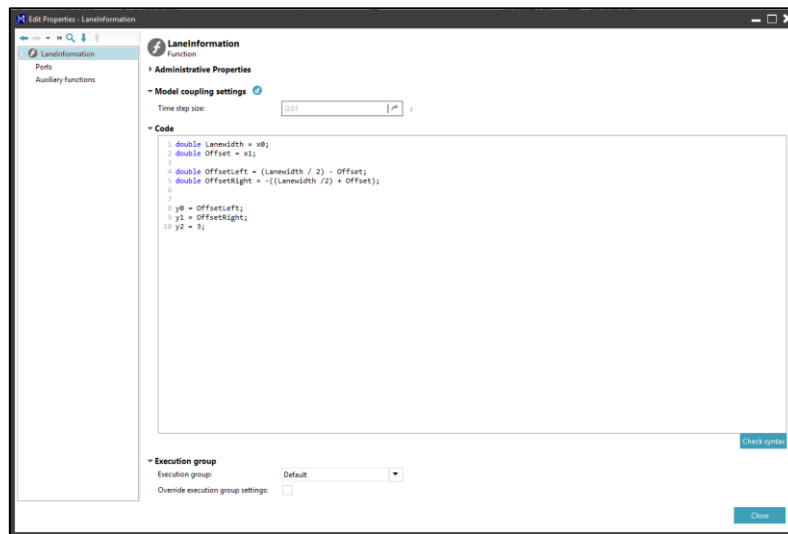 Edit Properties - LaneInformation
LaneInformation
Ports
Auxiliary functions
LaneInformation
Function
Administrative Properties
Model coupling settings
Time step size: 0.01 s
Code
1 double Lanewidth = x0;
2 double Offset = x1;
3
4 double OffsetLeft = (Lanewidth / 2) - Offset;
5 double OffsetRight = -((Lanewidth /2) + Offset);
6
7
8 y0 = OffsetLeft;
9 y1 = OffsetRight;
10 y2 = 3;
Check syntax
Execution group
Execution group: Default
Override execution group settings:
Close